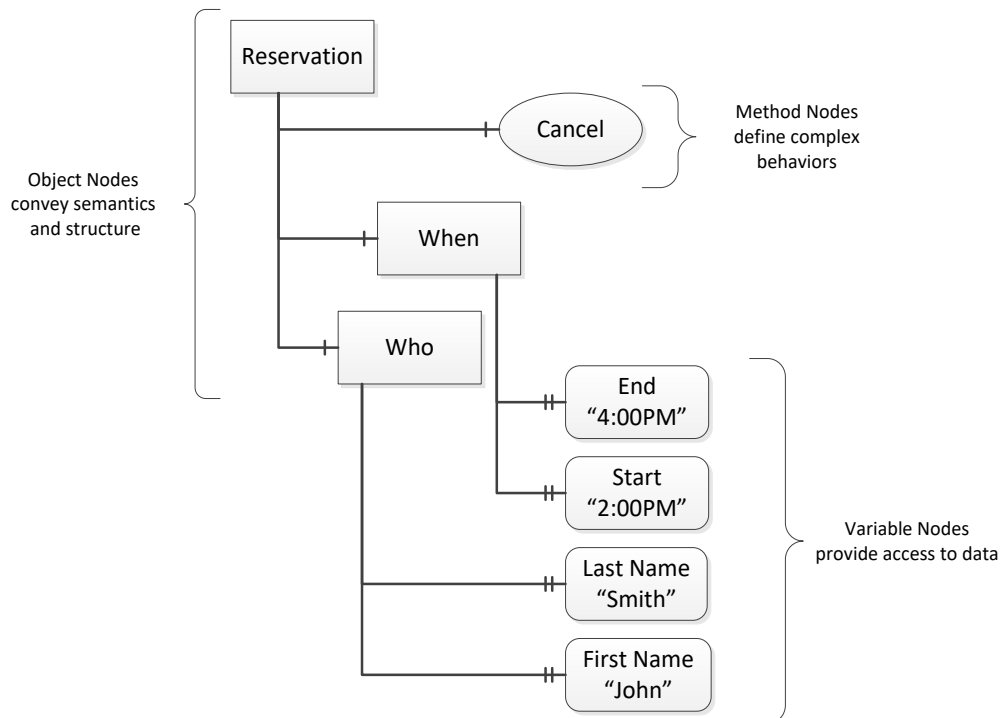 Reservation
Cancel
Method Nodes
define complex
behaviors
Object Nodes
convey semantics
and structure
When
Who
End
“4:00PM”
Start
“2:00PM”
Variable Nodes
provide access to data
Last Name
“Smith”
First Name
“John”